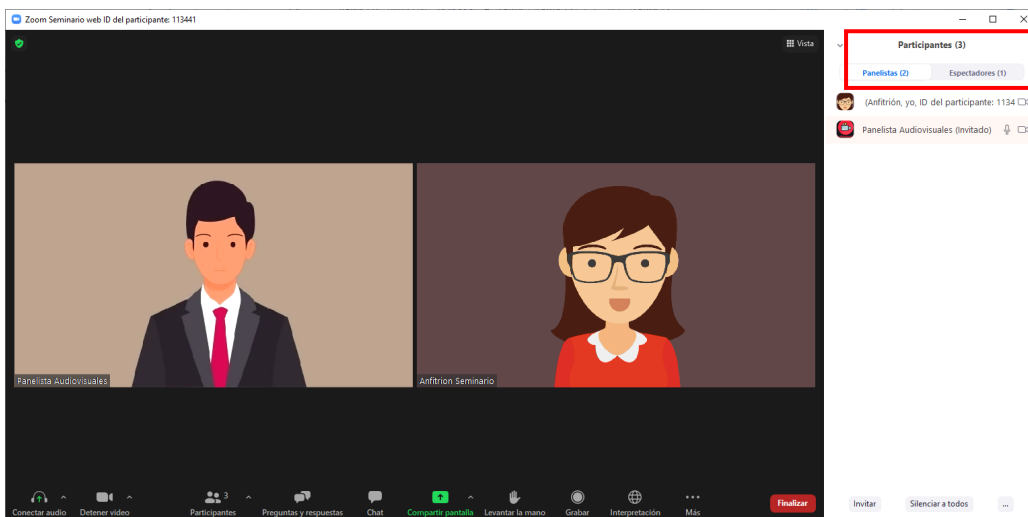 Zoom Seminario web ID del participante: 113441
Vista
Participantes (3)
Panelistas (2)
Espectadores (1)
(Anfitrión, yo, ID del participante: 1134
Panelista Audiovisuales (Invitado)
Panelista Audiovisuales
Anfitrion Seminario
3
Conectar audio
Detener video
Participantes
Preguntas y respuestas
Chat
Compartir pantalla
Levantar la mano
Grabar
Interpretación
Más
Finalizar
Invitar
Silenciar a todos
...